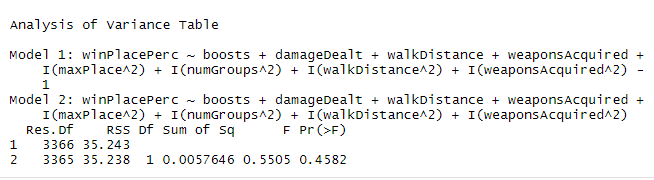 Analysis of Variance Table
Model 1: winPlacePerc ~ boosts + damageDealt + walkDistance + weaponsAcquired +
I(maxPlace^2) + I(numGroups^2) + I(walkDistance^2) + I(weaponsAcquired^2) -
1
Model 2: winPlacePerc ~ boosts + damageDealt + walkDistance + weaponsAcquired +
I(maxPlace^2) + I(numGroups^2) + I(walkDistance^2) + I(weaponsAcquired^2)
Res.Df RSS Df Sum of Sq F Pr(>F)
1 3366 35.243
2 3365 35.238 1 0.0057646 0.5505 0.4582